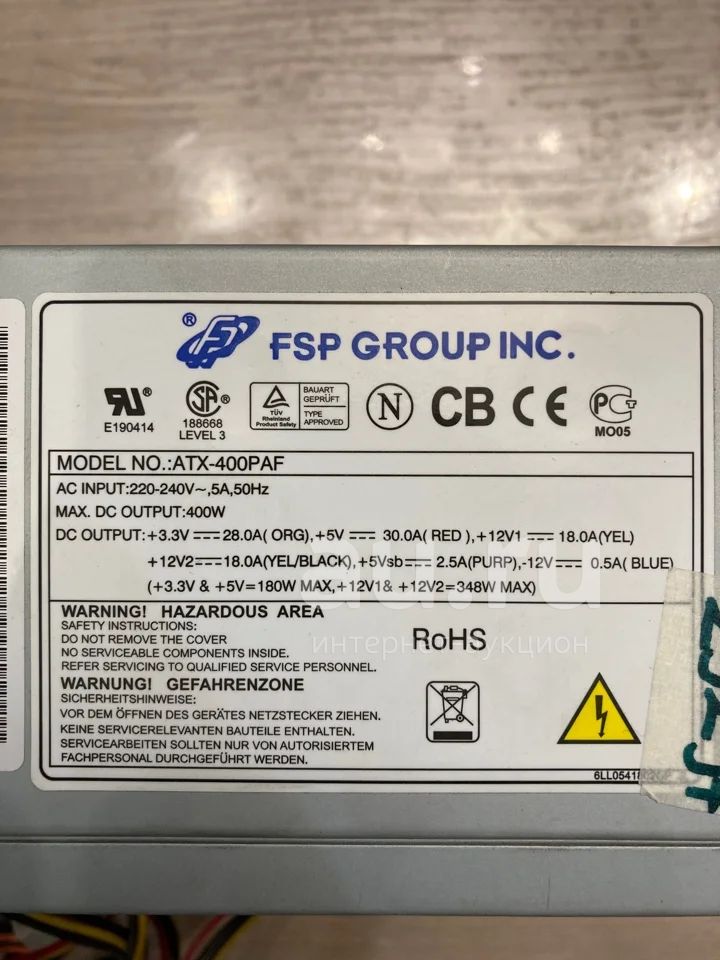 ® FSP GROUP INC.
E190414
®
188668
LEVEL 3
TÜV
Rheinland
Product Safety
BAUART
GEPRÜFT
TYPE
APPROVED
N
CB CE
MO05
MODEL NO.:ATX-400PAF
AC INPUT:220-240V~,5A,50Hz
MAX. DC OUTPUT:400W
DC OUTPUT:+3.3V ⎓ 28.0A( ORG),+5V ⎓ 30.0A( RED ),+12V1 ⎓ 18.0A(YEL)
+12V2⎓18.0A(YEL/BLACK),+5Vsb⎓ 2.5A(PURP),-12V⎓ 0.5A( BLUE)
(+3.3V & +5V=180W MAX,+12V1& +12V2=348W MAX)
WARNING! HAZARDOUS AREA
SAFETY INSTRUCTIONS:
DO NOT REMOVE THE COVER
NO SERVICEABLE COMPONENTS INSIDE.
REFER SERVICING TO QUALIFIED SERVICE PERSONNEL.
RoHS
au.ru
интернет-аукцион
WARNUNG! GEFAHRENZONE
SICHERHEITSHINWEISE:
VOR DEM ÖFFNEN DES GERÄTES NETZSTECKER ZIEHEN.
KEINE SERVICERELEVANTEN BAUTEILE ENTHALTEN.
SERVICEARBEITEN SOLLTEN NUR VON AUTORISIERTEM
FACHPERSONAL DURCHGEFÜHRT WERDEN.